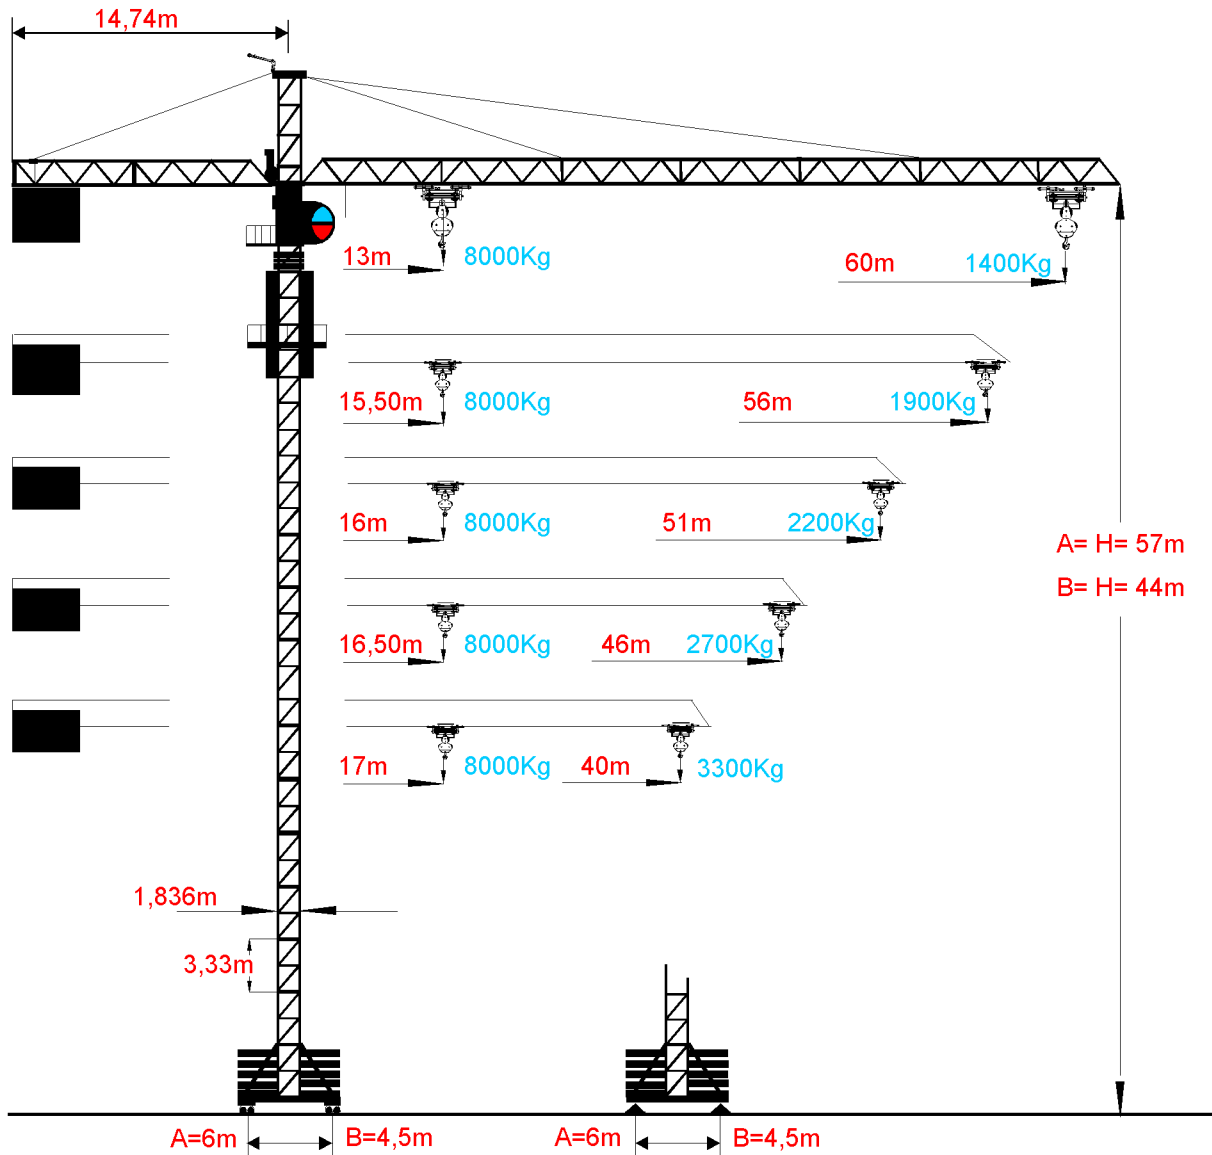 14,74m
13m 8000Kg 60m 1400Kg
15,50m 8000Kg 56m 1900Kg
16m 8000Kg 51m 2200Kg
A= H= 57m
B= H= 44m
16,50m 8000Kg 46m 2700Kg
17m 8000Kg 40m 3300Kg
1,836m
3,33m
A=6m B=4,5m A=6m B=4,5m